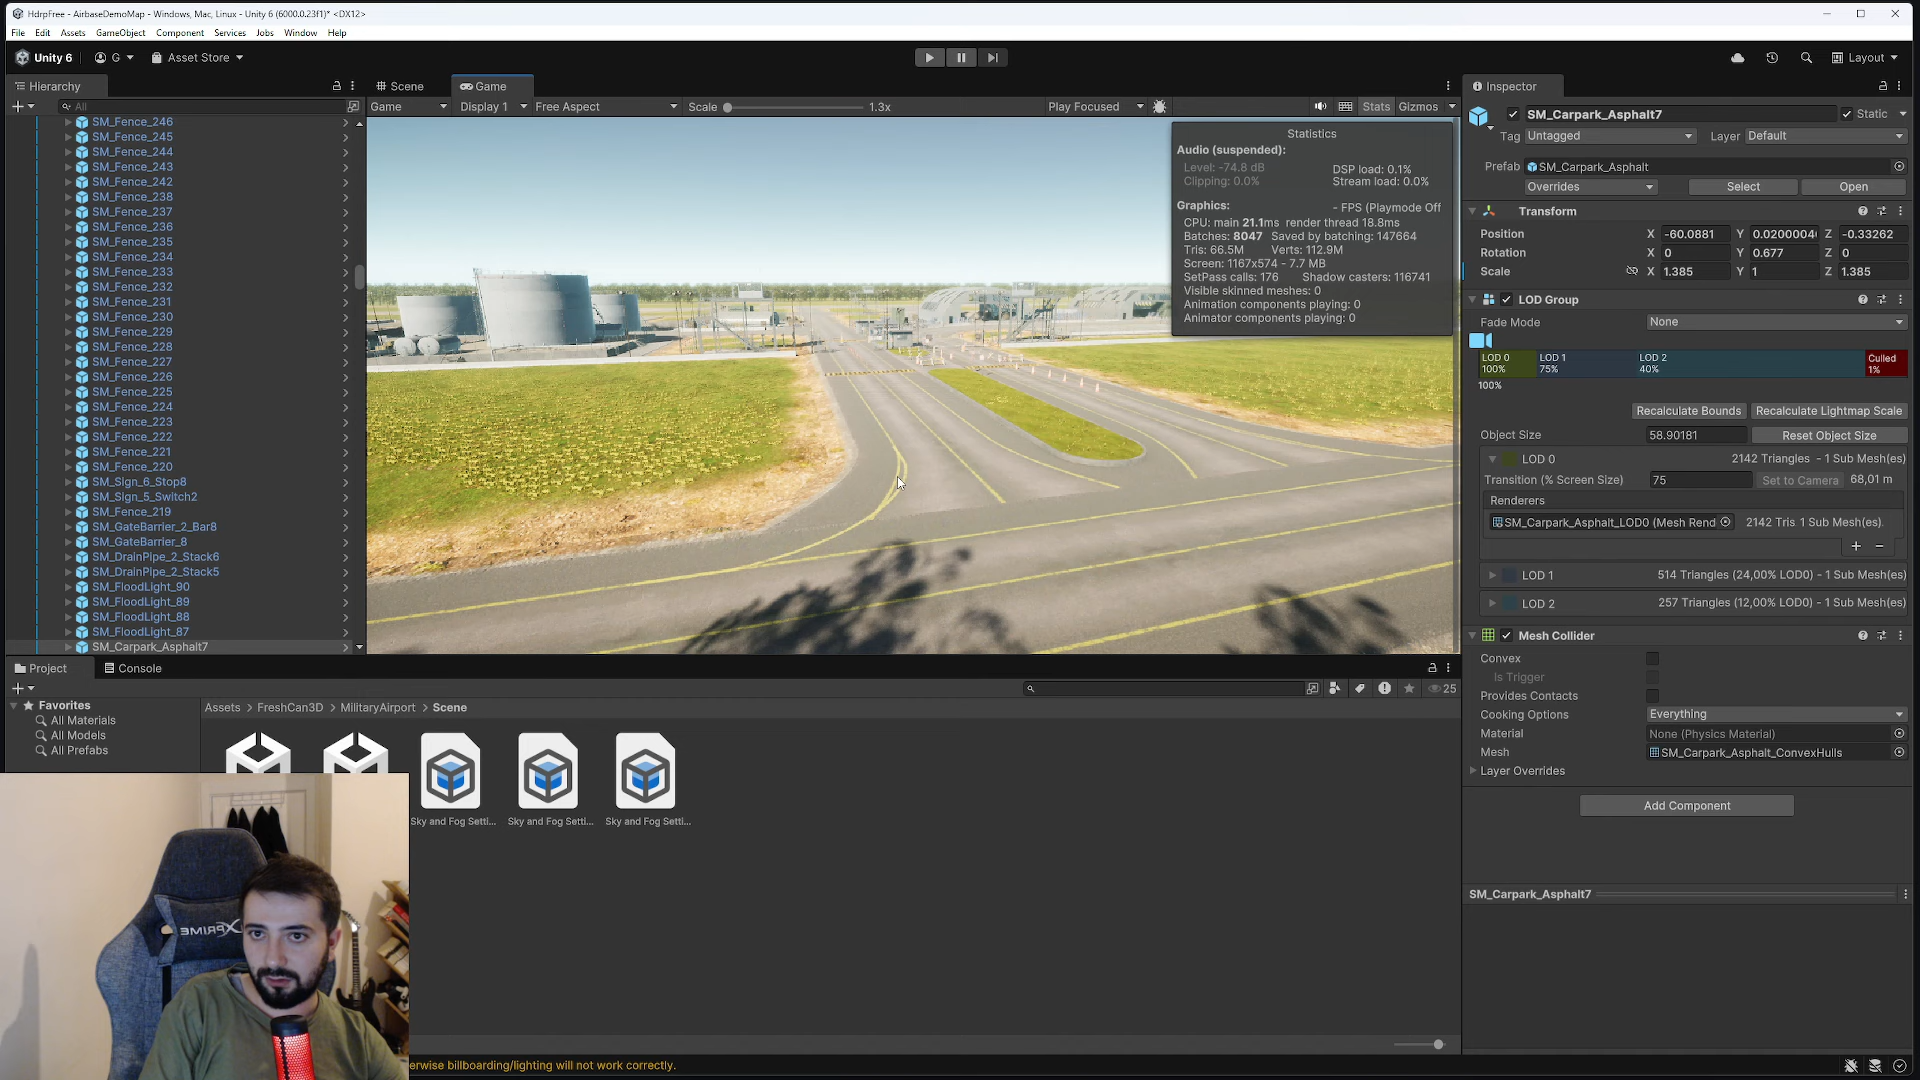 HdrpFree - AirbaseDemoMap - Windows, Mac, Linux - Unity 6 (6000.0.23f1)* <DX12>
File Edit Assets GameObject Component Services Jobs Window Help
Unity 6 G Asset Store Layout
Hierarchy
All
SM_Fence_246
SM_Fence_245
SM_Fence_244
SM_Fence_243
SM_Fence_242
SM_Fence_238
SM_Fence_237
SM_Fence_236
SM_Fence_235
SM_Fence_234
SM_Fence_233
SM_Fence_232
SM_Fence_231
SM_Fence_230
SM_Fence_229
SM_Fence_228
SM_Fence_227
SM_Fence_226
SM_Fence_225
SM_Fence_224
SM_Fence_223
SM_Fence_222
SM_Fence_221
SM_Fence_220
SM_Sign_6_Stop8
SM_Sign_5_Switch2
SM_Fence_219
SM_GateBarrier_2_Bar8
SM_GateBarrier_8
SM_DrainPipe_2_Stack6
SM_DrainPipe_2_Stack5
SM_FloodLight_90
SM_FloodLight_89
SM_FloodLight_88
SM_FloodLight_87
SM_Carpark_Asphalt7
Scene Game
Game Display 1 Free Aspect Scale 1.3x Play Focused Stats Gizmos
Statistics
Audio (suspended):
Level: -74.8 dB DSP load: 0.1%
Clipping: 0.0% Stream load: 0.0%
Graphics: - FPS (Playmode Off
CPU: main 21.1ms render thread 18.8ms
Batches: 8047 Saved by batching: 147664
Tris: 66.5M Verts: 112.9M
Screen: 1167x574 - 7.7 MB
SetPass calls: 176 Shadow casters: 116741
Visible skinned meshes: 0
Animation components playing: 0
Animator components playing: 0
Inspector
SM_Carpark_Asphalt7 Static
Tag Untagged Layer Default
Prefab SM_Carpark_Asphalt
Overrides Select Open
Transform
Position X -60.0881 Y 0.0200004 Z -0.33262
Rotation X 0 Y 0.677 Z 0
Scale X 1.385 Y 1 Z 1.385
LOD Group
Fade Mode None
LOD 0 LOD 1 LOD 2 Culled
100% 75% 40% 1%
100%
Recalculate Bounds Recalculate Lightmap Scale
Object Size 58.90181 Reset Object Size
LOD 0 2142 Triangles - 1 Sub Mesh(es)
Transition (% Screen Size) 75 Set to Camera 68,01 m
Renderers
SM_Carpark_Asphalt_LOD0 (Mesh Rend 2142 Tris 1 Sub Mesh(es).
+ −
LOD 1 514 Triangles (24,00% LOD0) - 1 Sub Mesh(es)
LOD 2 257 Triangles (12,00% LOD0) - 1 Sub Mesh(es)
Mesh Collider
Convex
Is Trigger
Provides Contacts
Cooking Options Everything
Material None (Physics Material)
Mesh SM_Carpark_Asphalt_ConvexHulls
Layer Overrides
Add Component
SM_Carpark_Asphalt7
Project Console
25
Favorites
All Materials
All Models
All Prefabs
Assets > FreshCan3D > MilitaryAirport > Scene
Sky and Fog Setti... Sky and Fog Setti... Sky and Fog Setti...
XPRIME
erwise billboarding/lighting will not work correctly.